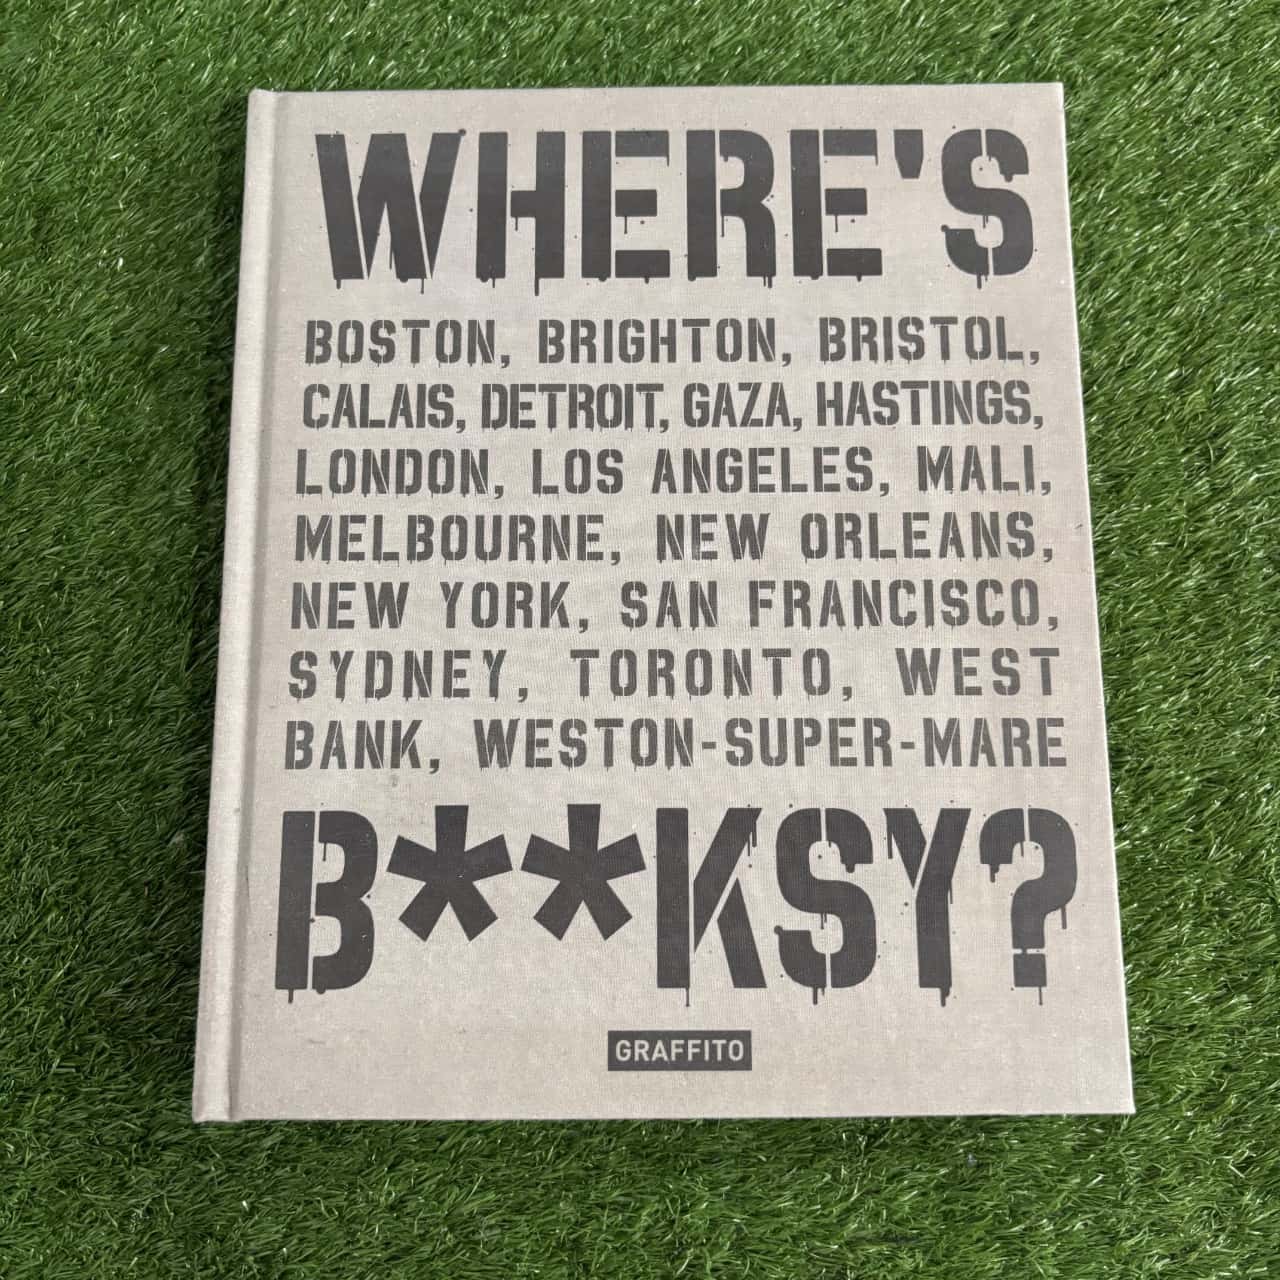 WHERE'S
BOSTON, BRIGHTON, BRISTOL,
CALAIS, DETROIT, GAZA, HASTINGS,
LONDON, LOS ANGELES, MALI,
MELBOURNE, NEW ORLEANS,
NEW YORK, SAN FRANCISCO,
SYDNEY, TORONTO, WEST
BANK, WESTON-SUPER-MARE
B**KSY?
GRAFFITO